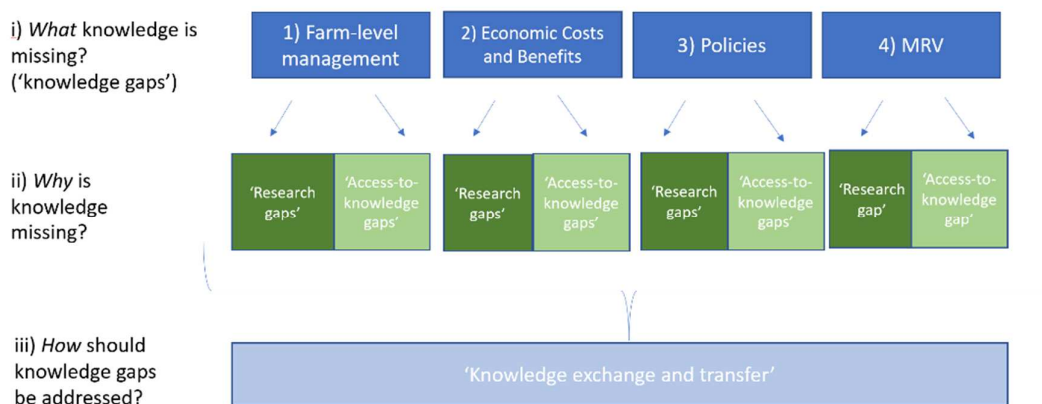 i) What knowledge is
missing?
('knowledge gaps')
1) Farm-level
management
2) Economic Costs
and Benefits
3) Policies
4) MRV
ii) Why is
knowledge
missing?
'Research
gaps'
'Access-to-
knowledge
gaps'
'Research
gaps'
'Access-to-
knowledge
gaps'
'Research
gaps'
'Access-to-
knowledge
gaps'
'Research
gap'
'Access-to-
knowledge
gap'
iii) How should
knowledge gaps
be addressed?
'Knowledge exchange and transfer'